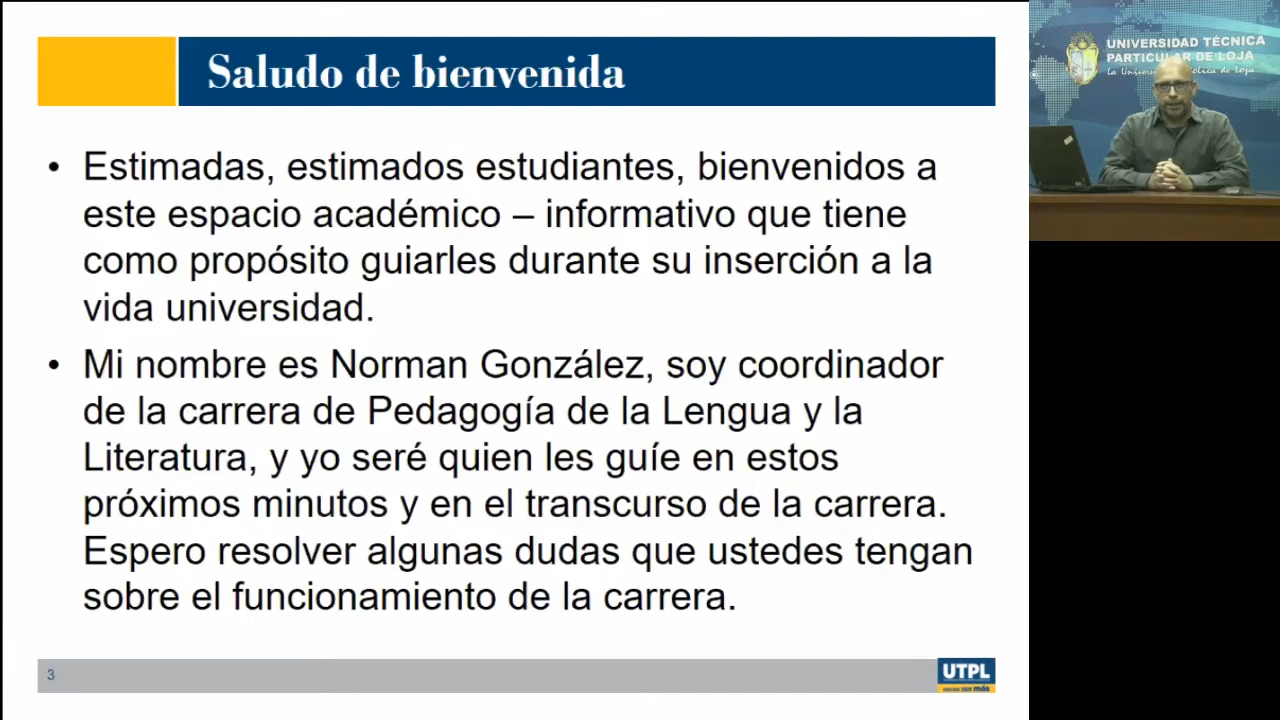 Saludo de bienvenida
• Estimadas, estimados estudiantes, bienvenidos a
este espacio académico – informativo que tiene
como propósito guiarles durante su inserción a la
vida universidad.
• Mi nombre es Norman González, soy coordinador
de la carrera de Pedagogía de la Lengua y la
Literatura, y yo seré quien les guíe en estos
próximos minutos y en el transcurso de la carrera.
Espero resolver algunas dudas que ustedes tengan
sobre el funcionamiento de la carrera.
3
UTPL
UNIVERSIDAD TÉCNICA
PARTICULAR DE LOJA
La de Loja